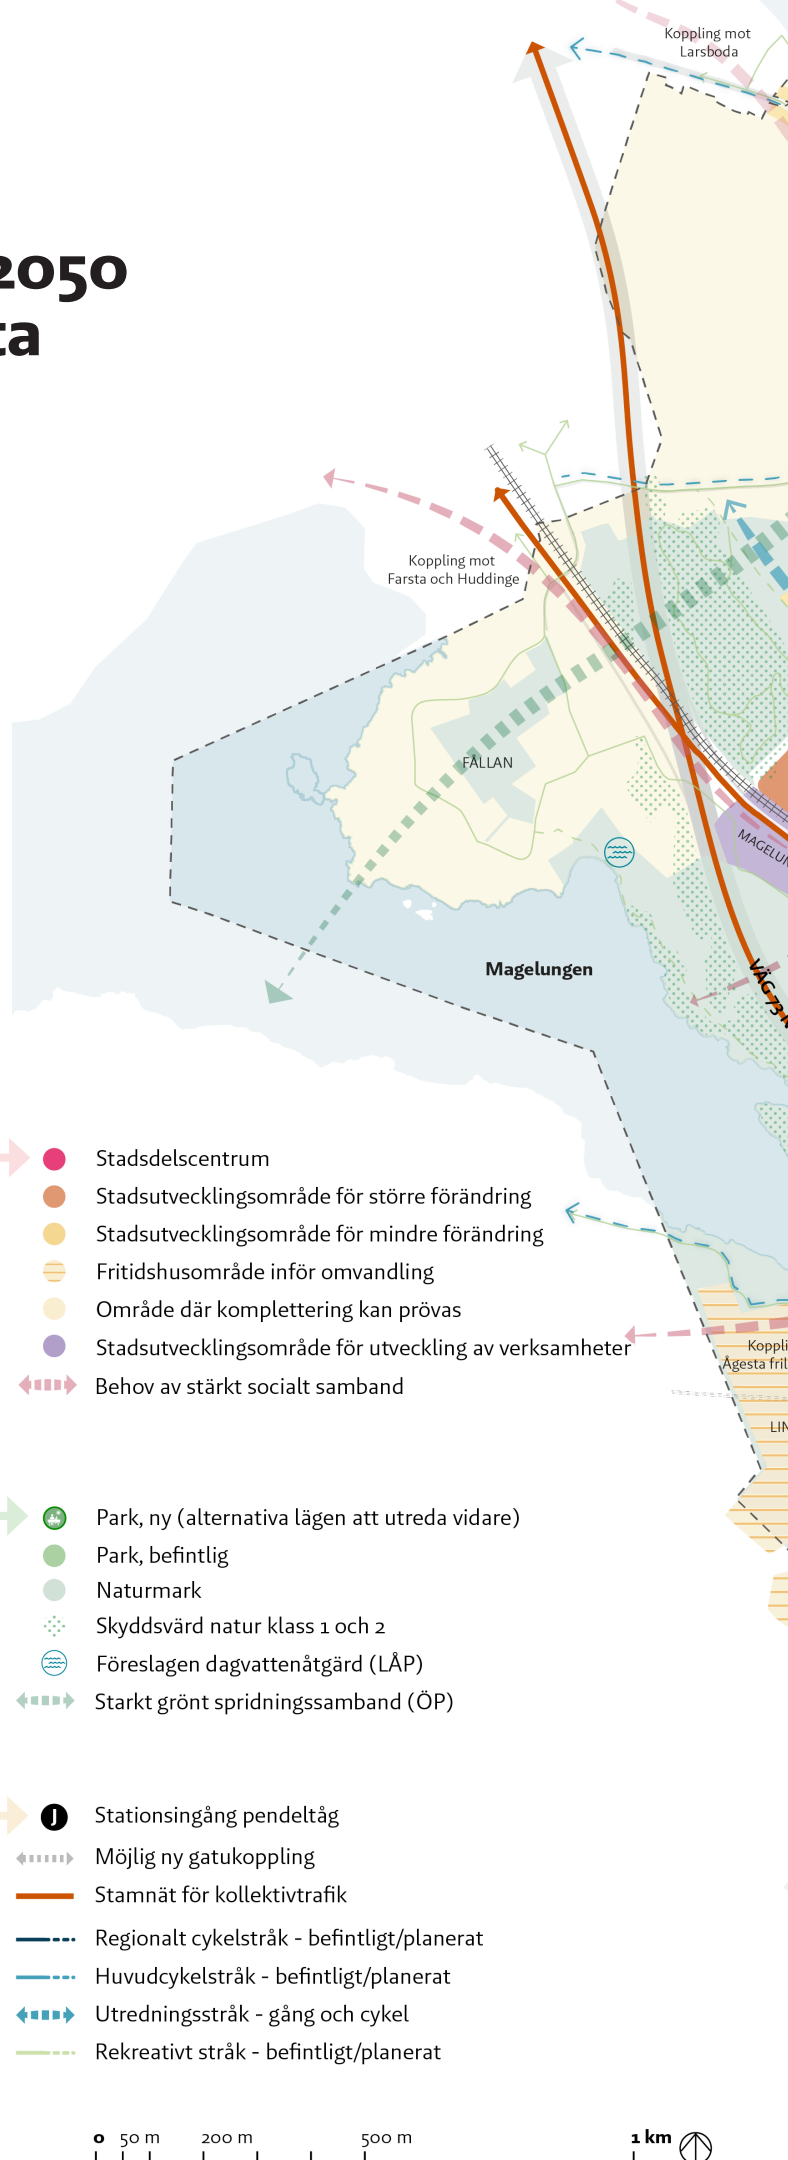 Koppling mot
Larsboda
2050
ta
Koppling mot
Farsta och Huddinge
FÄLLAN
MAGELUN
VÄG 73
Magelungen
Stadsdelscentrum
Stadsutvecklingsområde för större förändring
Stadsutvecklingsområde för mindre förändring
Fritidshusområde inför omvandling
Område där komplettering kan prövas
Stadsutvecklingsområde för utveckling av verksamheter
Behov av stärkt socialt samband
Koppli
Ågesta fril
LIN
Park, ny (alternativa lägen att utreda vidare)
Park, befintlig
Naturmark
Skyddsvärd natur klass 1 och 2
Föreslagen dagvattenåtgärd (LÅP)
Starkt grönt spridningssamband (ÖP)
J Stationsingång pendeltåg
Möjlig ny gatukoppling
Stamnät för kollektivtrafik
Regionalt cykelstråk - befintligt/planerat
Huvudcykelstråk - befintligt/planerat
Utredningsstråk - gång och cykel
Rekreativt stråk - befintligt/planerat
0 50 m 200 m 500 m 1 km